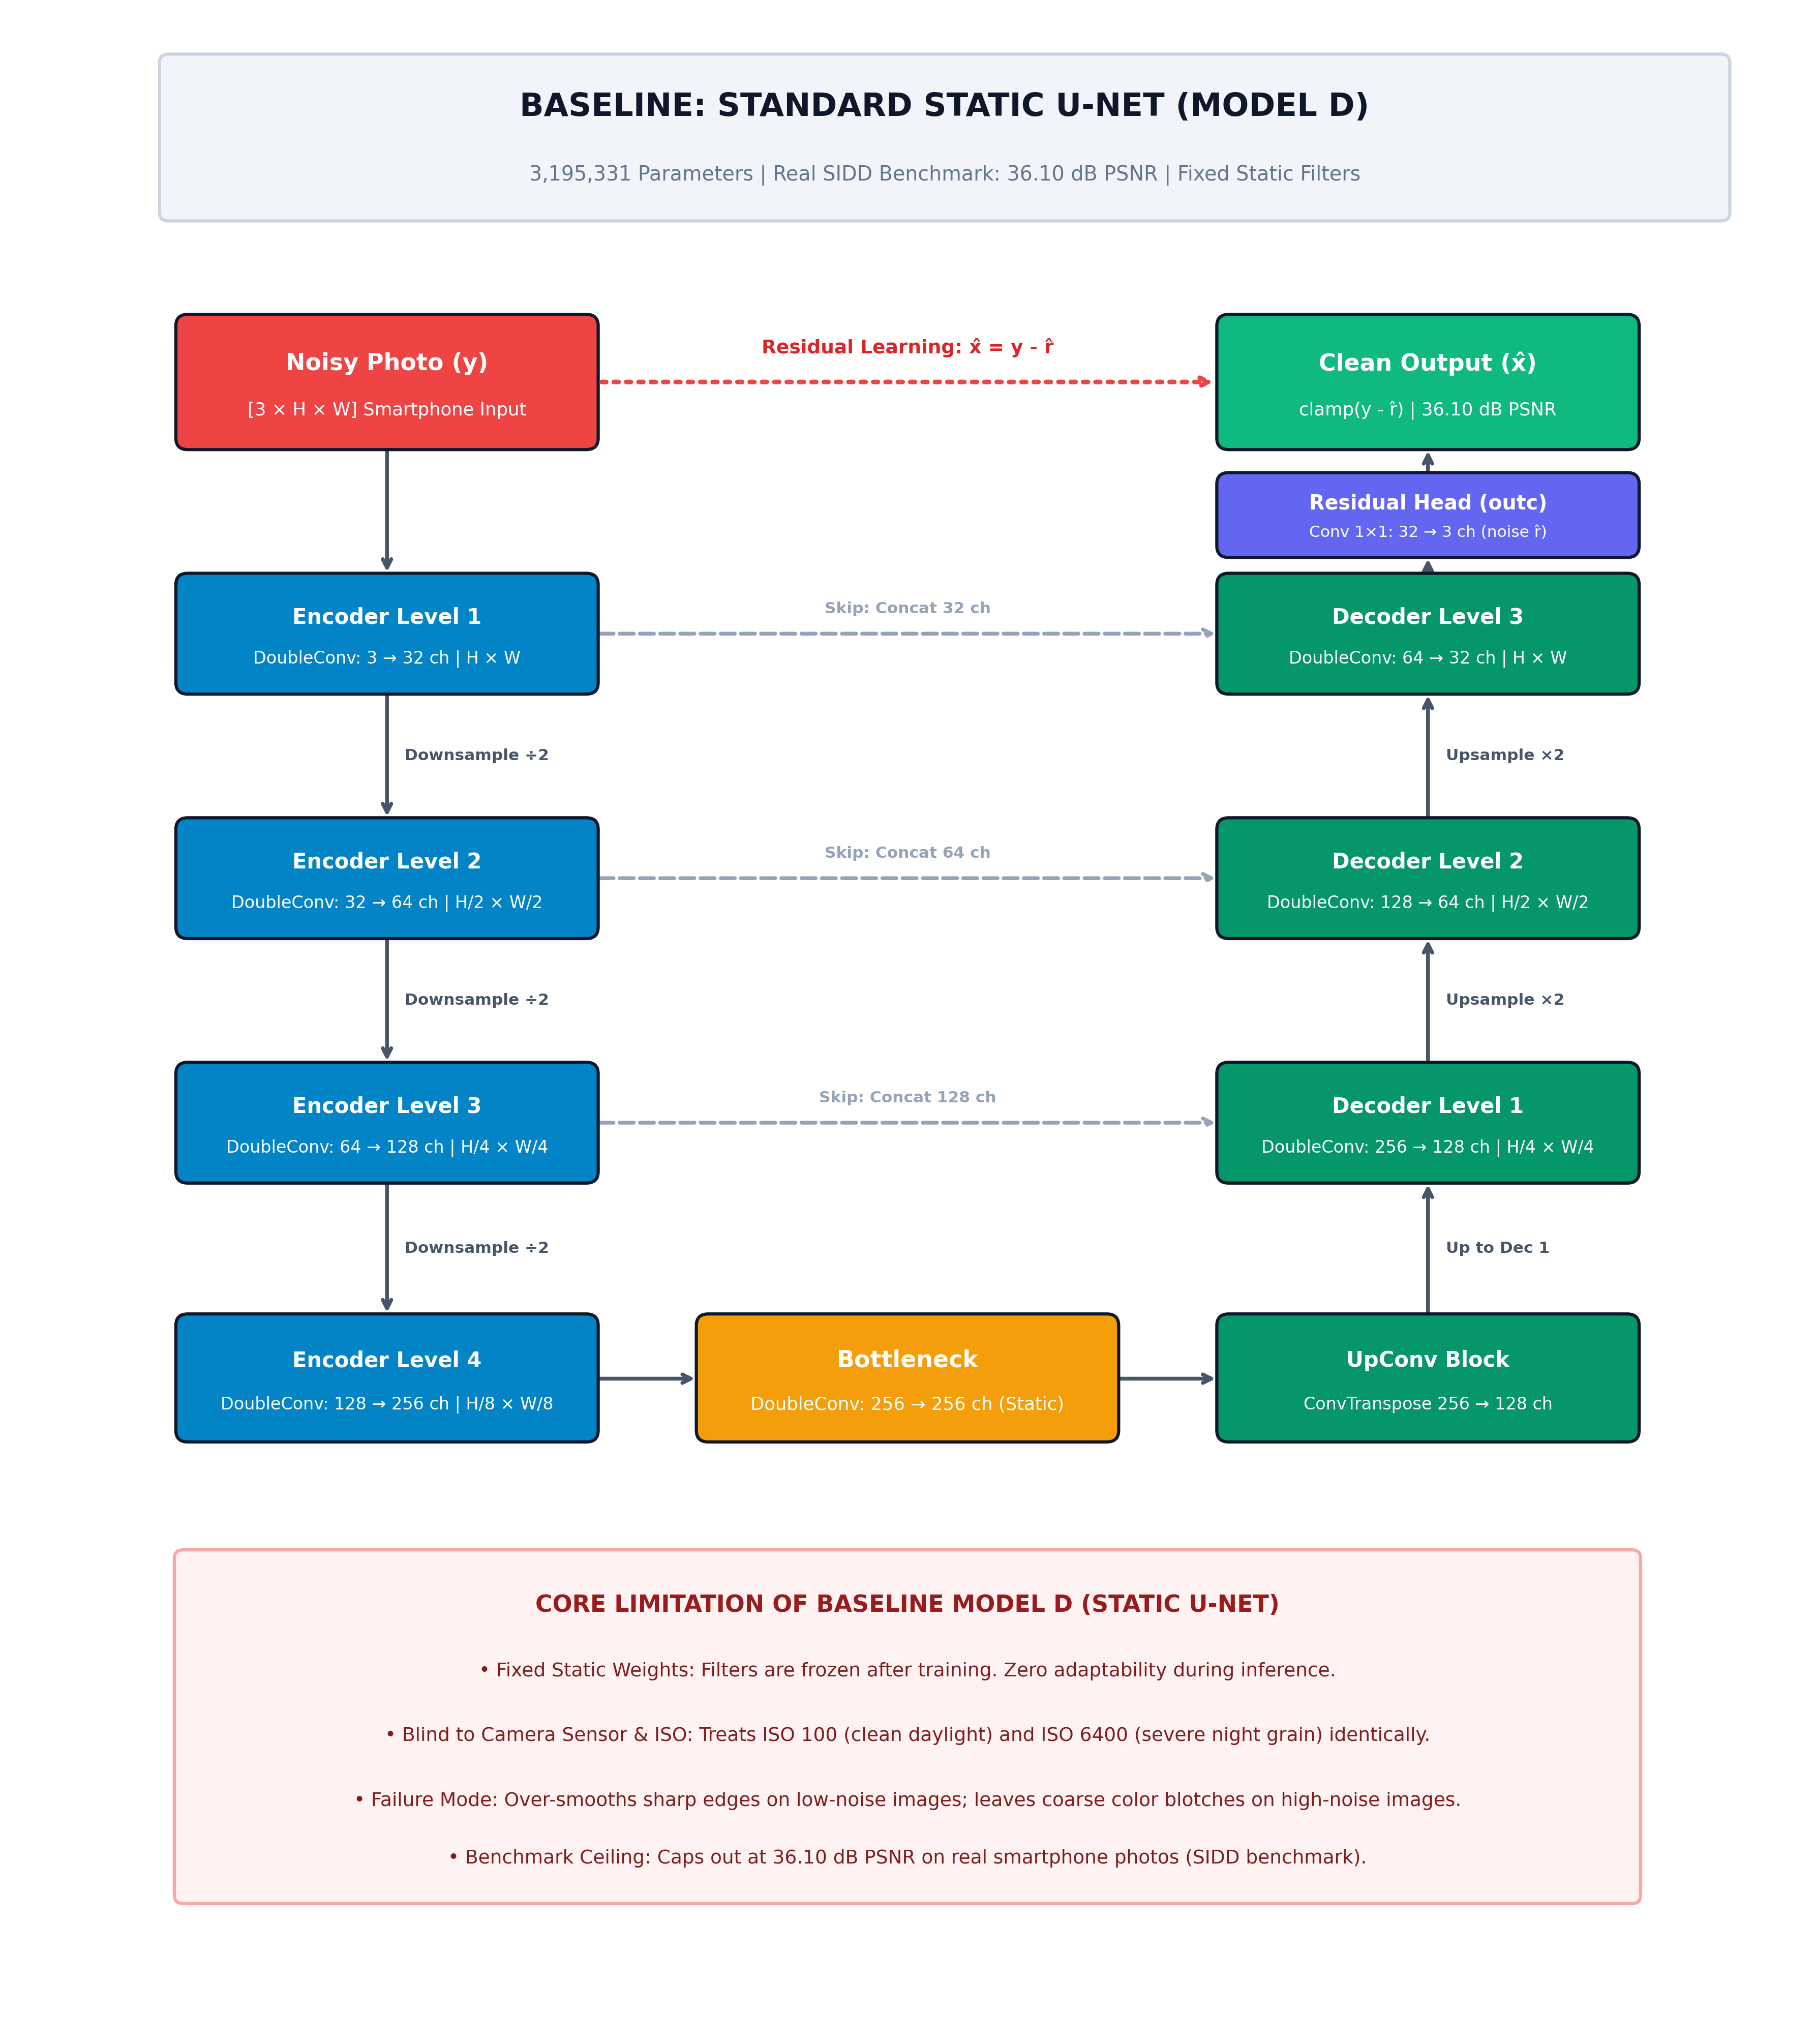 BASELINE: STANDARD STATIC U-NET (MODEL D)
3,195,331 Parameters | Real SIDD Benchmark: 36.10 dB PSNR | Fixed Static Filters
Noisy Photo (y)
[3 × H × W] Smartphone Input
Residual Learning: x̂ = y - r̂
Clean Output (x̂)
clamp(y - r̂) | 36.10 dB PSNR
Residual Head (outc)
Conv 1×1: 32 → 3 ch (noise r̂)
Encoder Level 1
DoubleConv: 3 → 32 ch | H × W
Skip: Concat 32 ch
Decoder Level 3
DoubleConv: 64 → 32 ch | H × W
Downsample ÷2
Upsample ×2
Encoder Level 2
DoubleConv: 32 → 64 ch | H/2 × W/2
Skip: Concat 64 ch
Decoder Level 2
DoubleConv: 128 → 64 ch | H/2 × W/2
Downsample ÷2
Upsample ×2
Encoder Level 3
DoubleConv: 64 → 128 ch | H/4 × W/4
Skip: Concat 128 ch
Decoder Level 1
DoubleConv: 256 → 128 ch | H/4 × W/4
Downsample ÷2
Up to Dec 1
Encoder Level 4
DoubleConv: 128 → 256 ch | H/8 × W/8
Bottleneck
DoubleConv: 256 → 256 ch (Static)
UpConv Block
ConvTranspose 256 → 128 ch
CORE LIMITATION OF BASELINE MODEL D (STATIC U-NET)
• Fixed Static Weights: Filters are frozen after training. Zero adaptability during inference.
• Blind to Camera Sensor & ISO: Treats ISO 100 (clean daylight) and ISO 6400 (severe night grain) identically.
• Failure Mode: Over-smooths sharp edges on low-noise images; leaves coarse color blotches on high-noise images.
• Benchmark Ceiling: Caps out at 36.10 dB PSNR on real smartphone photos (SIDD benchmark).